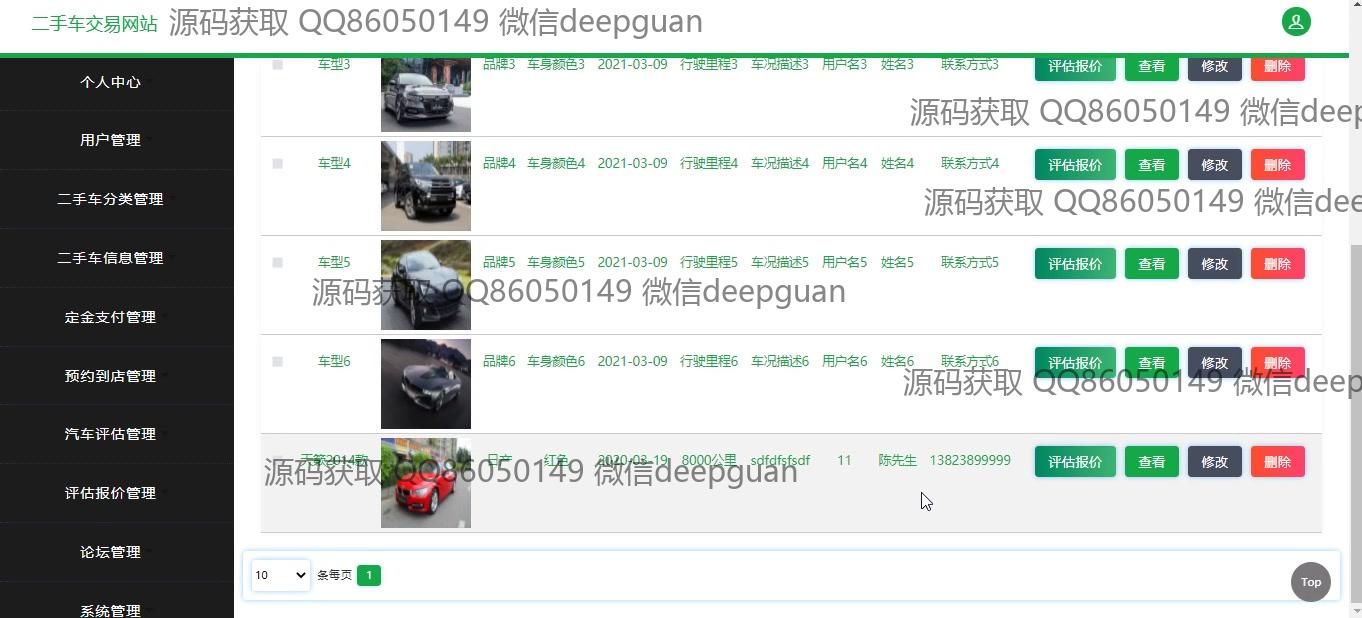 二手车交易网站 源码获取 QQ86050149 微信deepguan
个人中心
用户管理
二手车分类管理
二手车信息管理
定金支付管理
预约到店管理
汽车评估管理
评估报价管理
论坛管理
系统管理
车型3 品牌3 车身颜色3 2021-03-09 行驶里程3 车况描述3 用户名3 姓名3 联系方式3 评估报价 查看 修改 删除
源码获取 QQ86050149 微信deep
车型4 品牌4 车身颜色4 2021-03-09 行驶里程4 车况描述4 用户名4 姓名4 联系方式4 评估报价 查看 修改 删除
源码获取 QQ86050149 微信dee
车型5 品牌5 车身颜色5 2021-03-09 行驶里程5 车况描述5 用户名5 姓名5 联系方式5 评估报价 查看 修改 删除
源码获取 QQ86050149 微信deepguan
车型6 品牌6 车身颜色6 2021-03-09 行驶里程6 车况描述6 用户名6 姓名6 联系方式6 评估报价 查看 修改 删除
源码获取 QQ86050149 微信deep
天籁2014款 日产 红色 2020-03-19 8000公里 sdfdfsfsdf 11 陈先生 13823899999 评估报价 查看 修改 删除
源码获取 QQ86050149 微信deepguan
10 条每页 1
Top